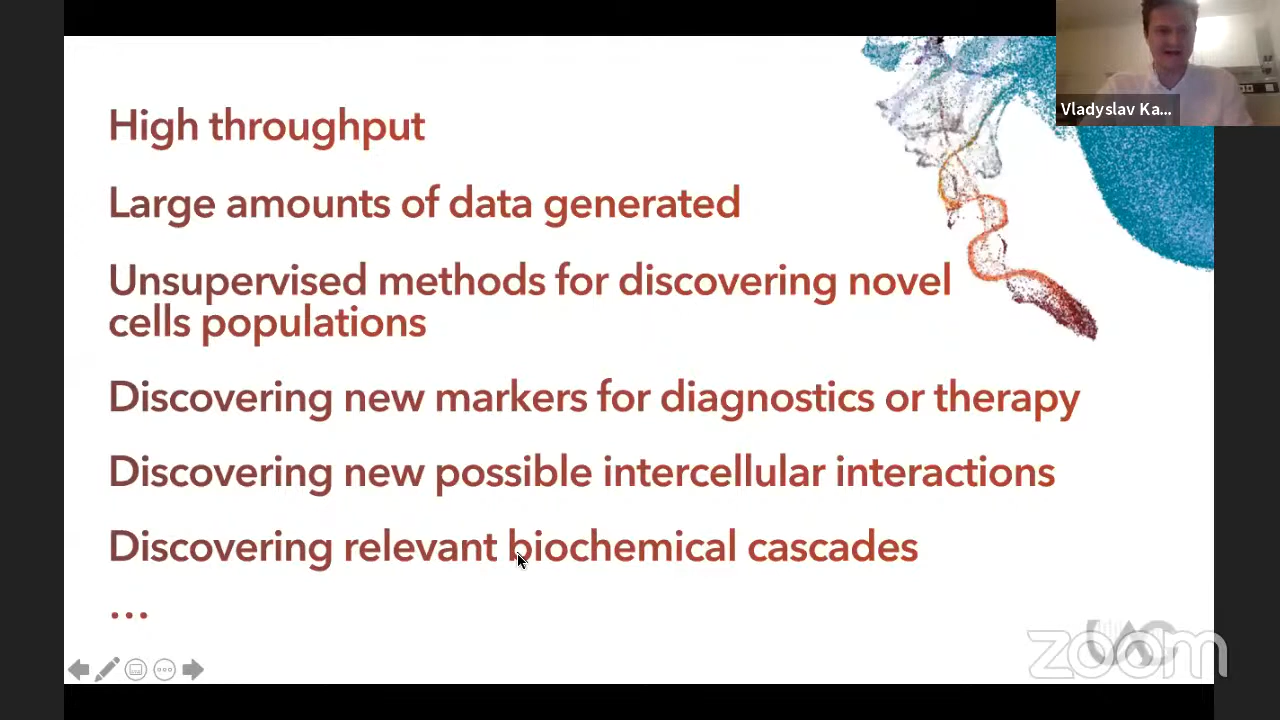 Vladyslav Ka...
High throughput
Large amounts of data generated
Unsupervised methods for discovering novel
cells populations
Discovering new markers for diagnostics or therapy
Discovering new possible intercellular interactions
Discovering relevant biochemical cascades
...
zoom